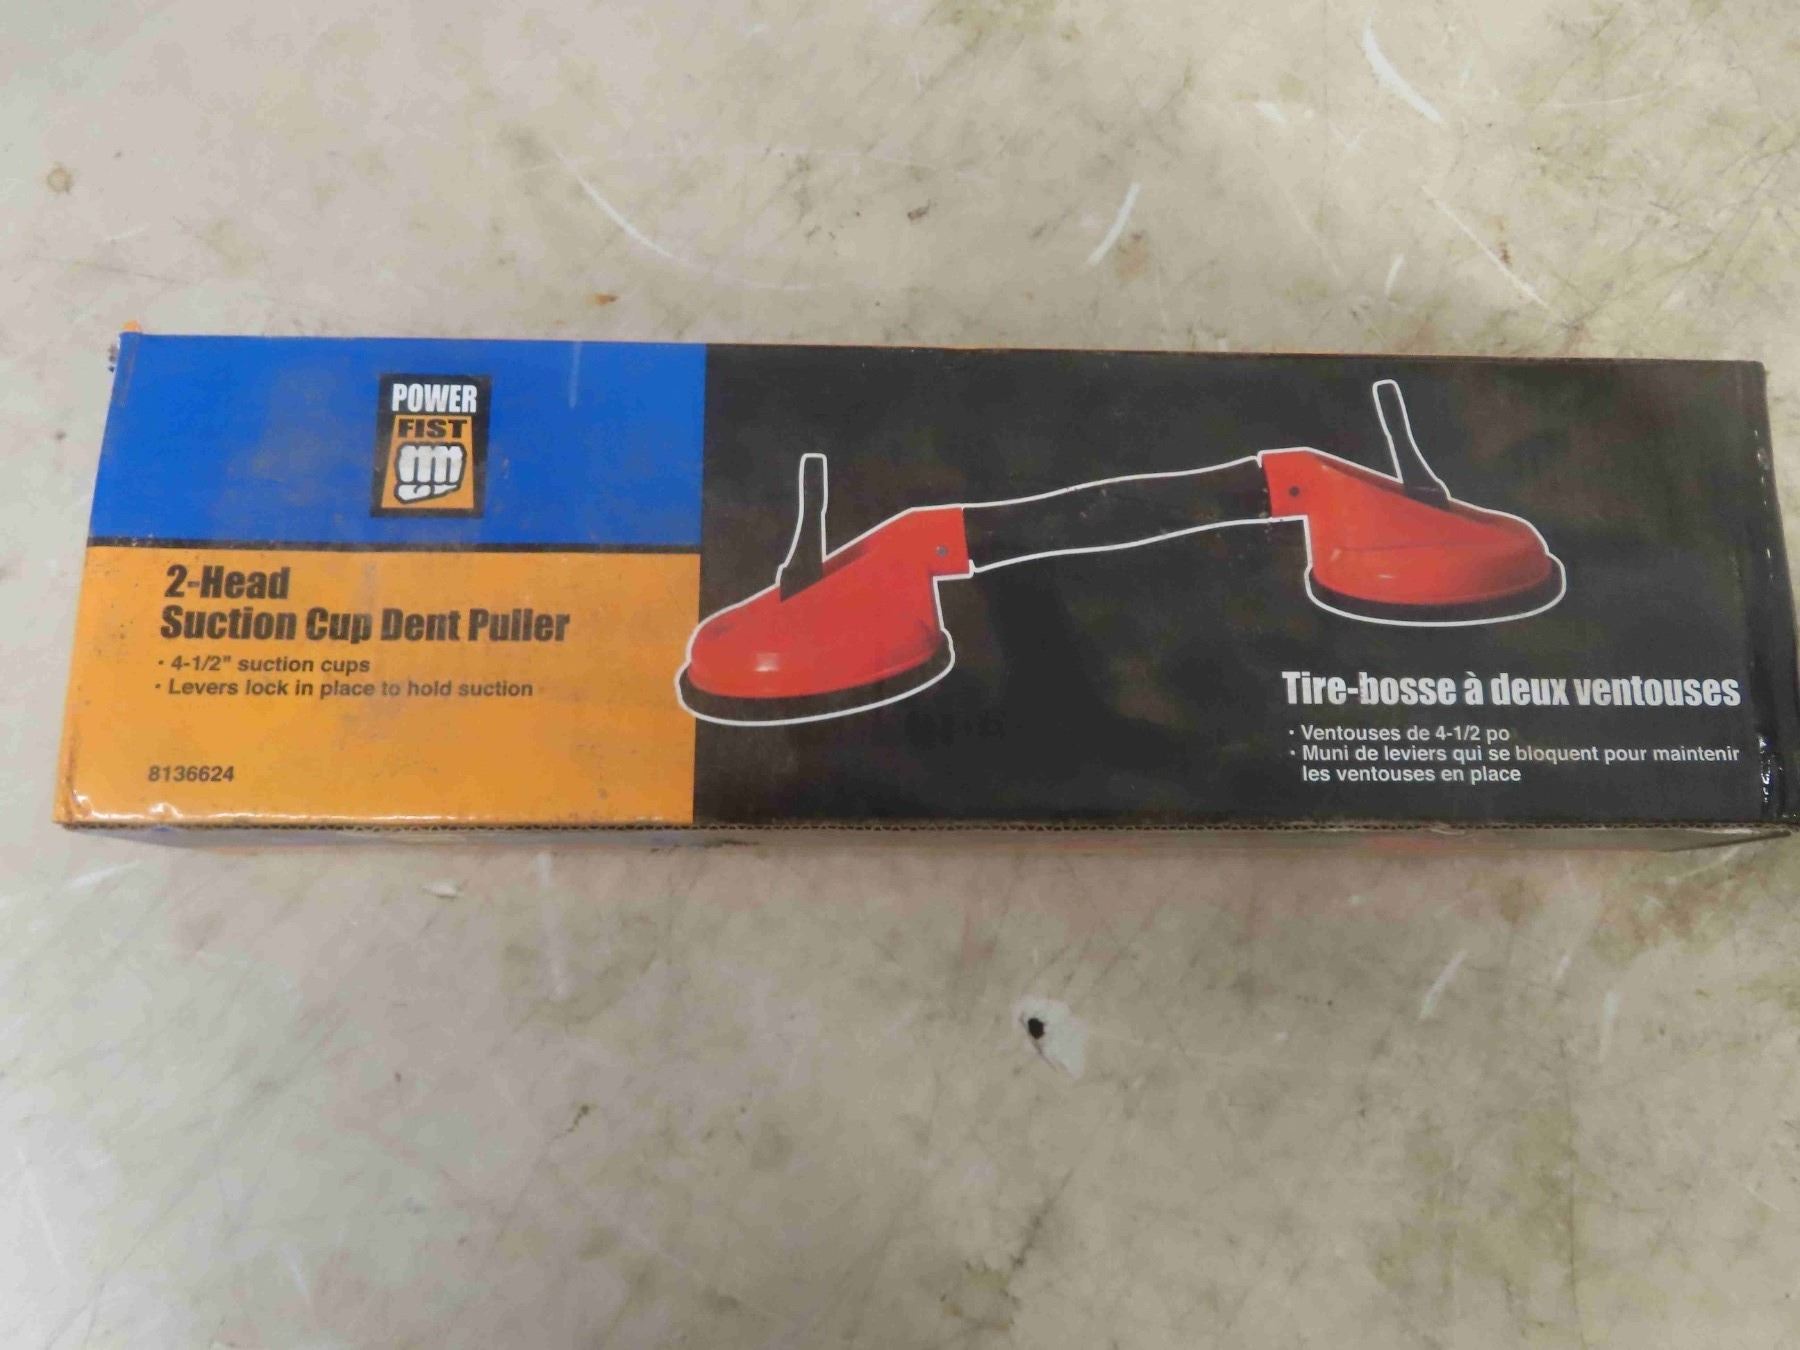 POWER
FIST
2-Head
Suction Cup Dent Puller
· 4-1/2" suction cups
· Levers lock in place to hold suction
8136624
Tire-bosse à deux ventouses
· Ventouses de 4-1/2 po
· Muni de leviers qui se bloquent pour maintenir
les ventouses en place